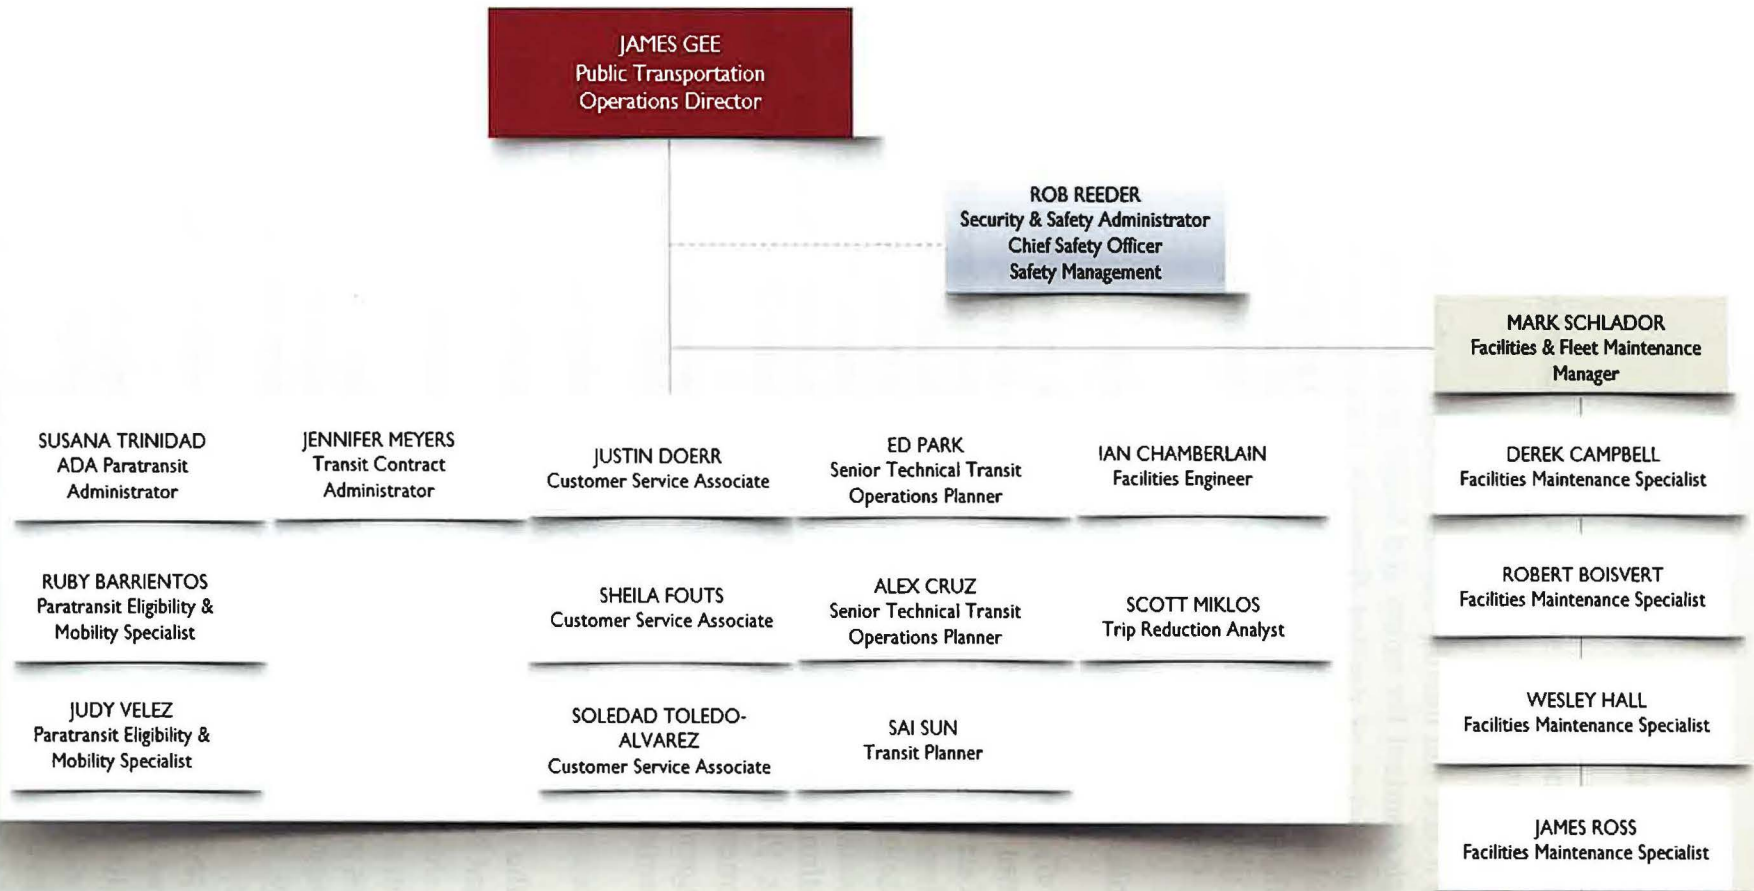 JAMES GEE
Public Transportation
Operations Director
ROB REEDER
Security & Safety Administrator
Chief Safety Officer
Safety Management
MARK SCHLADOR
Facilities & Fleet Maintenance
Manager
SUSANA TRINIDAD
ADA Paratransit
Administrator
JENNIFER MEYERS
Transit Contract
Administrator
JUSTIN DOERR
Customer Service Associate
ED PARK
Senior Technical Transit
Operations Planner
IAN CHAMBERLAIN
Facilities Engineer
DEREK CAMPBELL
Facilities Maintenance Specialist
RUBY BARRIENTOS
Paratransit Eligibility &
Mobility Specialist
SHEILA FOUTS
Customer Service Associate
ALEX CRUZ
Senior Technical Transit
Operations Planner
SCOTT MIKLOS
Trip Reduction Analyst
ROBERT BOISVERT
Facilities Maintenance Specialist
JUDY VELEZ
Paratransit Eligibility &
Mobility Specialist
SOLEDAD TOLEDO-
ALVAREZ
Customer Service Associate
SAI SUN
Transit Planner
WESLEY HALL
Facilities Maintenance Specialist
JAMES ROSS
Facilities Maintenance Specialist